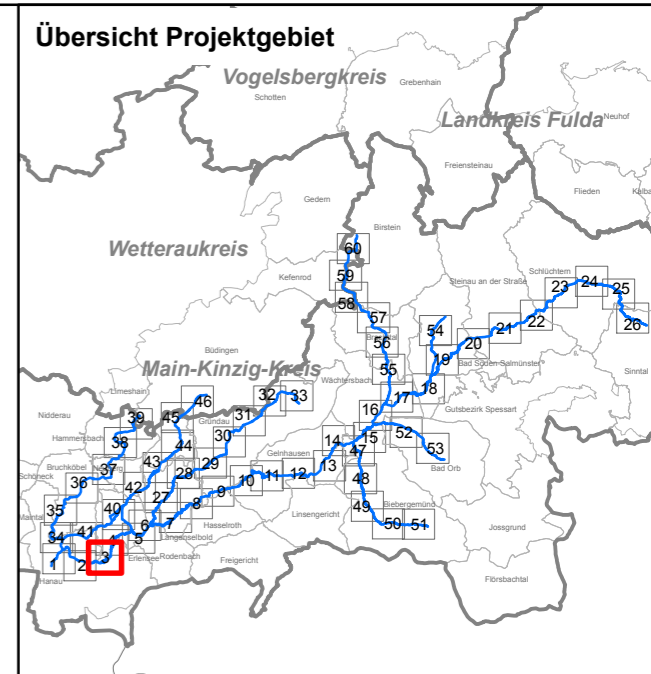 Übersicht Projektgebiet
Vogelsbergkreis
Grebenhain
Schotten
Landkreis Fulda
Neuhof
Freiensteinau
Flieden
Gedern
Birstein
Wetteraukreis
60
Kefenrod
59
Steinau an der Straße
Schlüchtern
23
24
25
58
57
54
22
26
21
56
20
Büdingen
Main-Kinzig-Kreis
19
Bad Soden-Salmünster
Sinntal
55
Wächtersbach
32
33
46
18
17
Limeshain
45
39
31
16
Gutsbezirk Spessart
Nidderau
Gründau
30
Hammersbach
38
44
14
15
52
Gelnhausen
47
53
Bruchköbel
37
43
29
13
Bad Orb
Schöneck
36
28
10
11
12
48
42
9
Linsengericht
35
27
8
49
Biebergemünd
Maintal
40
Hasselroth
50
51
Jossgrund
41
6
7
34
5
Langenselbold
Freigericht
3
Erlensee
Rodenbach
1
2
Hanau
Flörsbachtal